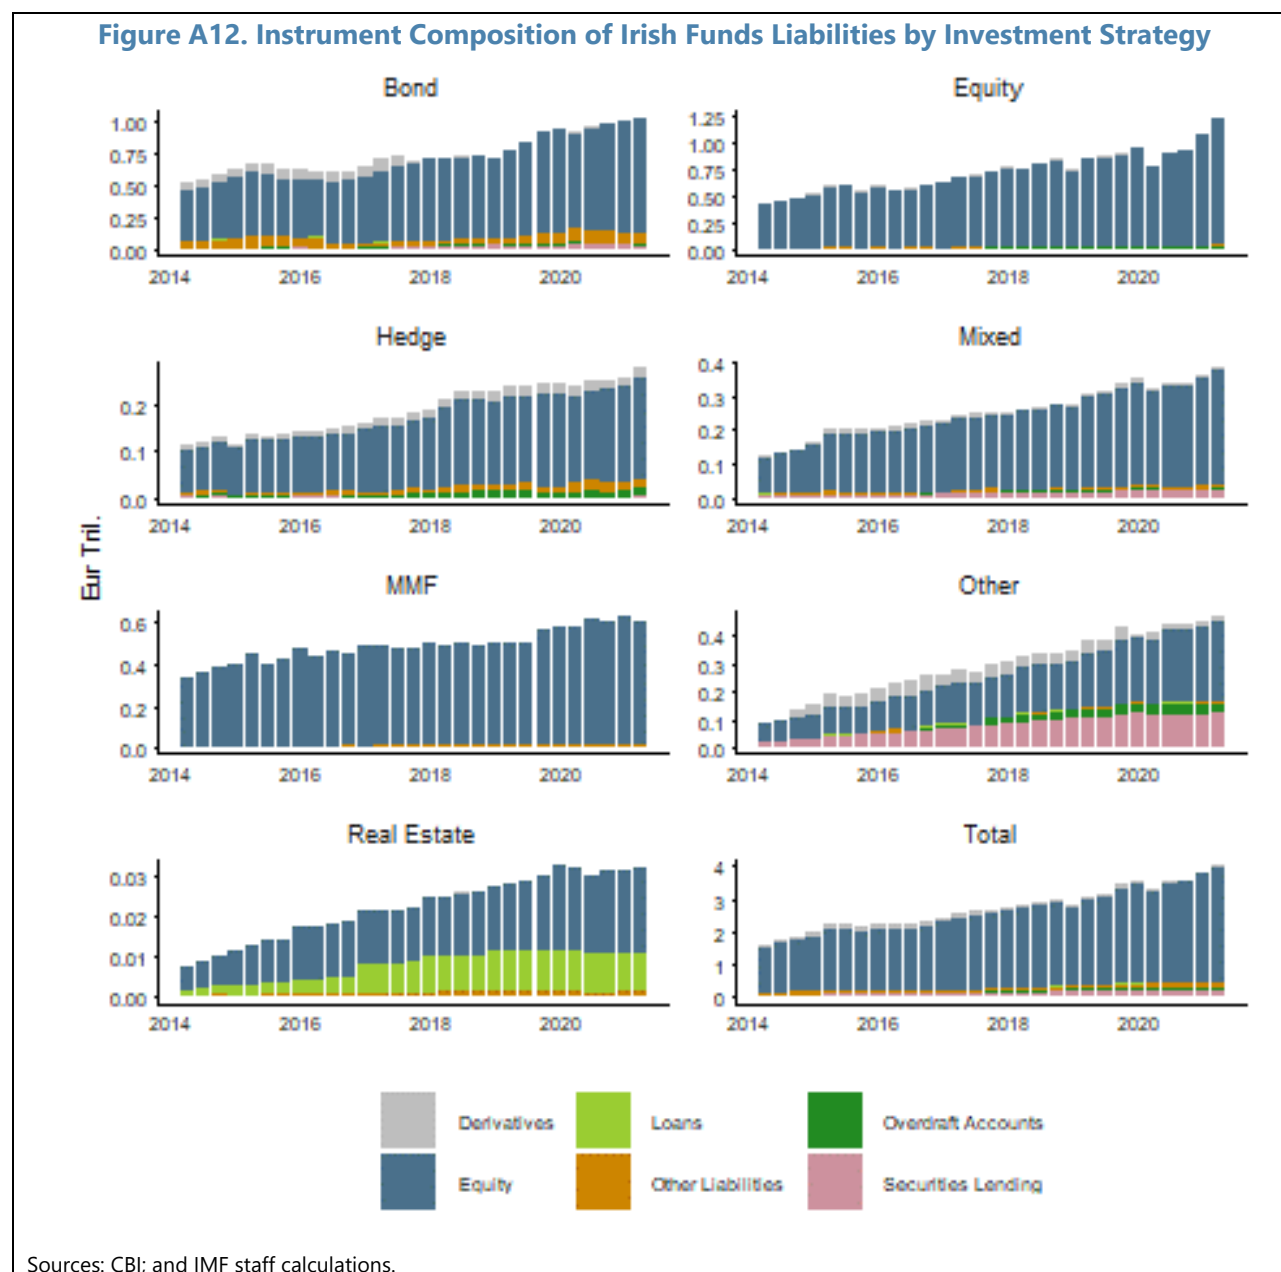 Figure A12. Instrument Composition of Irish Funds Liabilities by Investment Strategy
Bond
1.00
0.75
0.50
0.25
0.00
2014 2016 2018 2020
Equity
1.25
1.00
0.75
0.50
0.25
0.00
2014 2016 2018 2020
Hedge
0.2
0.1
0.0
2014 2016 2018 2020
Mixed
0.4
0.3
0.2
0.1
0.0
2014 2016 2018 2020
Eur Tril.
MMF
0.6
0.4
0.2
0.0
2014 2016 2018 2020
Other
0.4
0.3
0.2
0.1
0.0
2014 2016 2018 2020
Real Estate
0.03
0.02
0.01
0.00
2014 2016 2018 2020
Total
4
3
2
1
0
2014 2016 2018 2020
Derivatives Loans Overdraft Accounts
Equity Other Liabilities Securities Lending
Sources: CBI; and IMF staff calculations.